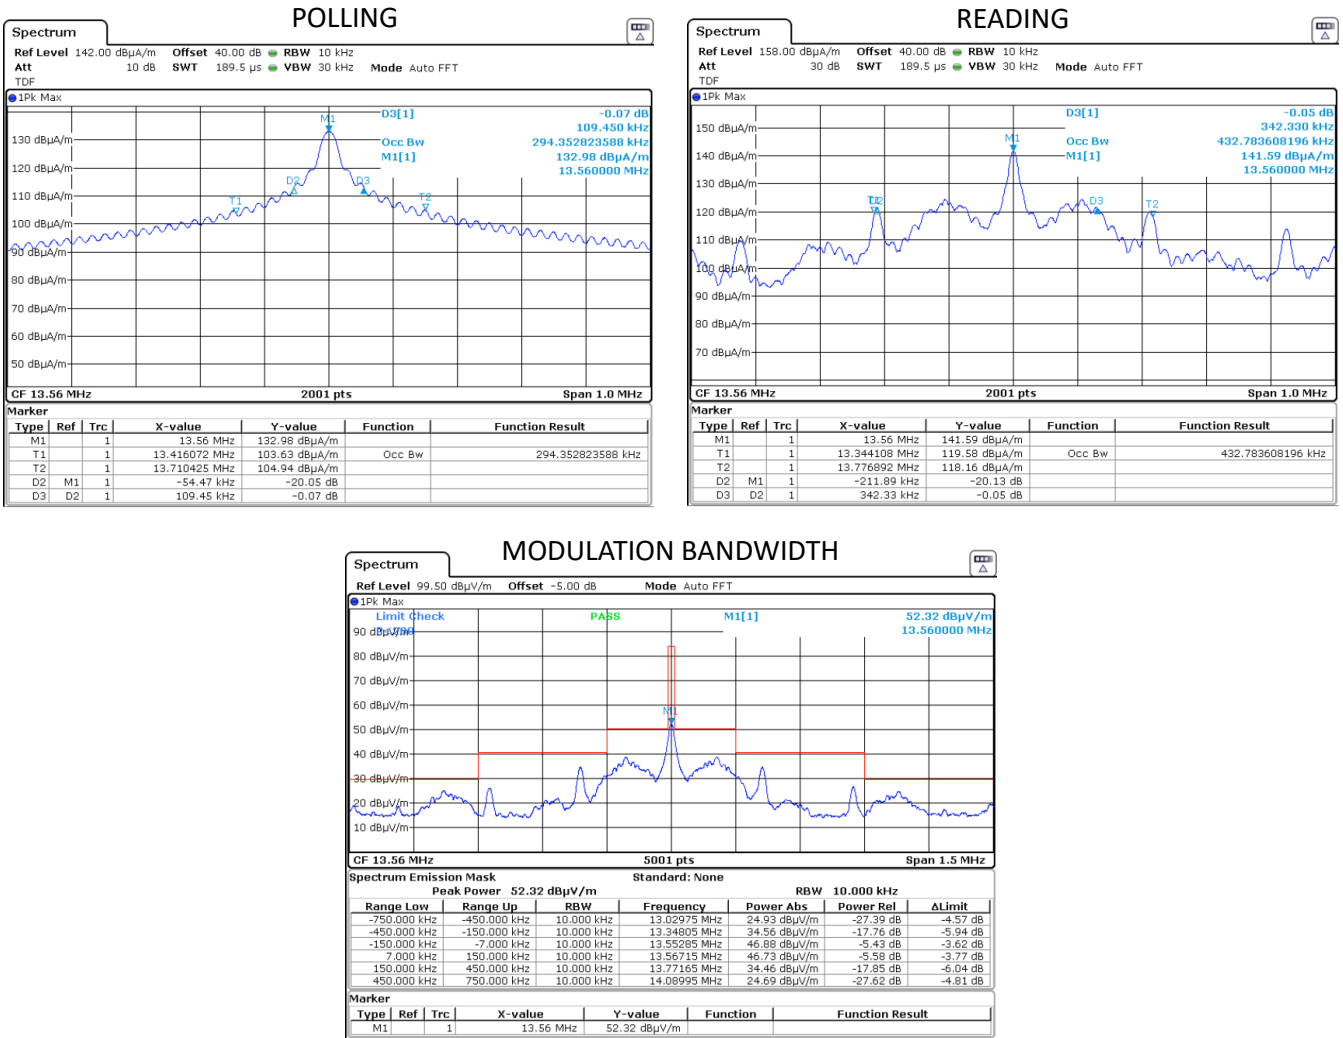 POLLING
Spectrum
Ref Level 142.00 dBµA/m Offset 40.00 dB RBW 10 kHz
Att 10 dB SWT 189.5 µs VBW 30 kHz Mode Auto FFT
TDF
1Pk Max
D3[1] -0.07 dB
109.450 kHz
Occ Bw 294.352823588 kHz
M1[1] 132.98 dBµA/m
13.560000 MHz
M1
130 dBµA/m
120 dBµA/m
D2 D3
110 dBµA/m
T1 T2
100 dBµA/m
90 dBµA/m
80 dBµA/m
70 dBµA/m
60 dBµA/m
50 dBµA/m
CF 13.56 MHz 2001 pts Span 1.0 MHz
Marker
Type Ref Trc X-value Y-value Function Function Result
M1 1 13.56 MHz 132.98 dBµA/m
T1 1 13.416072 MHz 103.63 dBµA/m Occ Bw 294.352823588 kHz
T2 1 13.710425 MHz 104.94 dBµA/m
D2 M1 1 -54.47 kHz -20.05 dB
D3 D2 1 109.45 kHz -0.07 dB
READING
Spectrum
Ref Level 158.00 dBµA/m Offset 40.00 dB RBW 10 kHz
Att 30 dB SWT 189.5 µs VBW 30 kHz Mode Auto FFT
TDF
1Pk Max
D3[1] -0.05 dB
342.330 kHz
Occ Bw 432.783608196 kHz
M1[1] 141.59 dBµA/m
13.560000 MHz
150 dBµA/m
M1
140 dBµA/m
130 dBµA/m
T1 D2 D3 T2
120 dBµA/m
110 dBµA/m
100 dBµA/m
90 dBµA/m
80 dBµA/m
70 dBµA/m
CF 13.56 MHz 2001 pts Span 1.0 MHz
Marker
Type Ref Trc X-value Y-value Function Function Result
M1 1 13.56 MHz 141.59 dBµA/m
T1 1 13.344108 MHz 119.58 dBµA/m Occ Bw 432.783608196 kHz
T2 1 13.776892 MHz 118.16 dBµA/m
D2 M1 1 -211.89 kHz -20.13 dB
D3 D2 1 342.33 kHz -0.05 dB
MODULATION BANDWIDTH
Spectrum
Ref Level 99.50 dBµV/m Offset -5.00 dB Mode Auto FFT
1Pk Max
Limit Check PASS M1[1] 52.32 dBµV/m
13.560000 MHz
90 dBµV/m
80 dBµV/m
70 dBµV/m
60 dBµV/m
M1
50 dBµV/m
40 dBµV/m
30 dBµV/m
20 dBµV/m
10 dBµV/m
CF 13.56 MHz 5001 pts Span 1.5 MHz
Spectrum Emission Mask Standard: None
Peak Power 52.32 dBµV/m RBW 10.000 kHz
Range Low Range Up RBW Frequency Power Abs Power Rel ΔLimit
-750.000 kHz -450.000 kHz 10.000 kHz 13.02975 MHz 24.93 dBµV/m -27.39 dB -4.57 dB
-450.000 kHz -150.000 kHz 10.000 kHz 13.34805 MHz 34.56 dBµV/m -17.76 dB -5.94 dB
-150.000 kHz -7.000 kHz 10.000 kHz 13.55285 MHz 46.88 dBµV/m -5.43 dB -3.62 dB
7.000 kHz 150.000 kHz 10.000 kHz 13.56715 MHz 46.73 dBµV/m -5.58 dB -3.77 dB
150.000 kHz 450.000 kHz 10.000 kHz 13.77165 MHz 34.46 dBµV/m -17.85 dB -6.04 dB
450.000 kHz 750.000 kHz 10.000 kHz 14.08995 MHz 24.69 dBµV/m -27.62 dB -4.81 dB
Marker
Type Ref Trc X-value Y-value Function Function Result
M1 1 13.56 MHz 52.32 dBµV/m